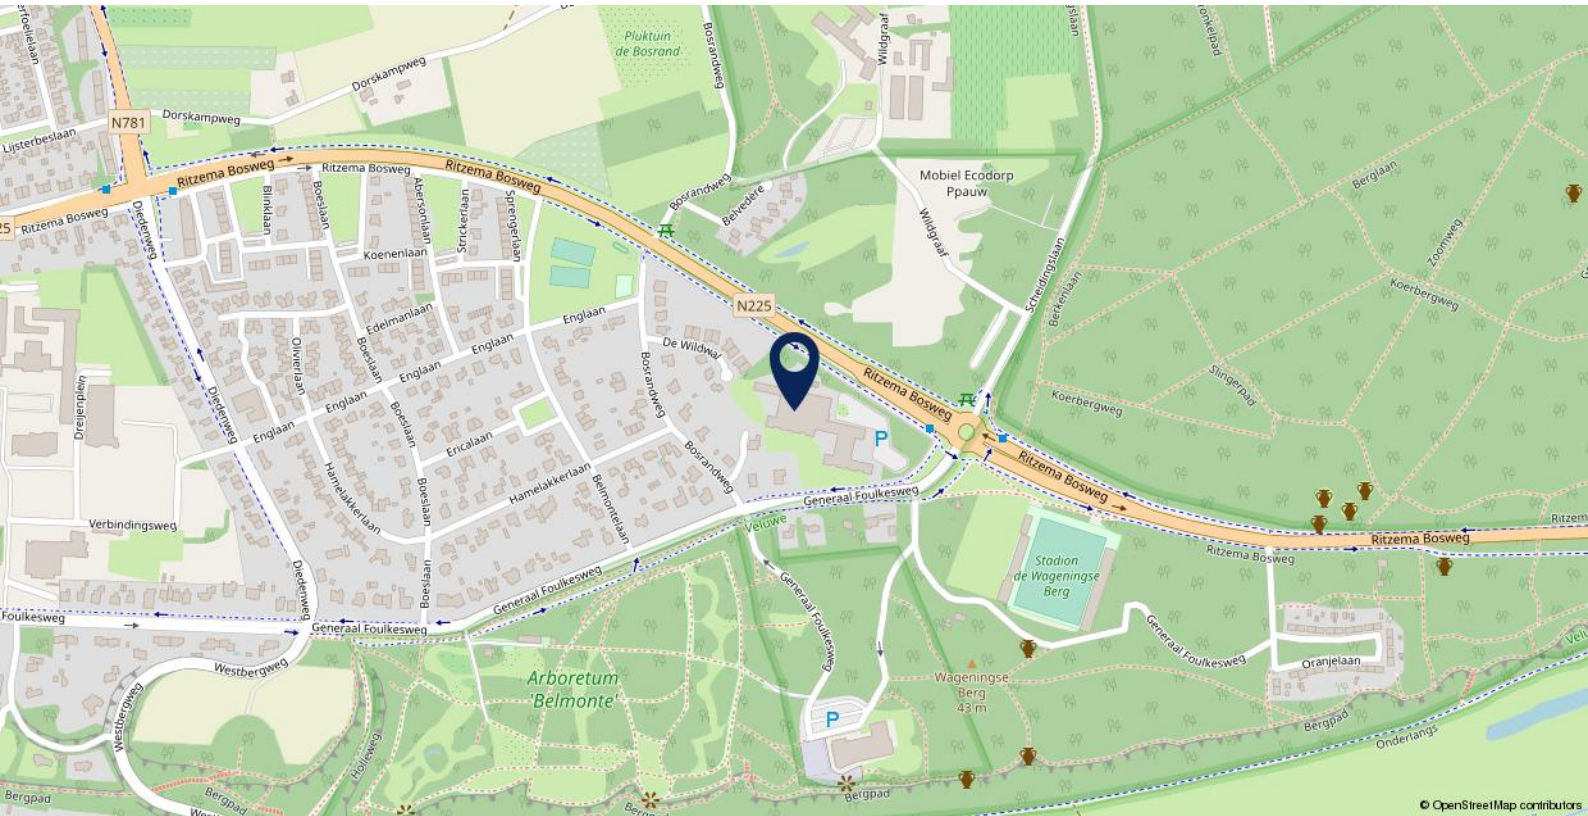 Pluktuin
de Bosrand
Bosrandweg
Wildgraaf
Dorskampweg
Dorskampweg
N781
Lijsterbeslaan
Ritzema Bosweg
Ritzema Bosweg
Ritzema Bosweg
Ritzema Bosweg
Diedenweg
Blinklaan
Boeslaan
Abersonlaan
Strickerlaan
Sprengerlaan
Koenenlaan
Bosrandweg
Belvedère
Mobiel Ecodorp
Ppauw
Wildgraaf
Scheidingslaan
Berkenlaan
Berglaan
Zoomweg
Koerbergweg
Slingerpad
Koerbergweg
N225
Edelmanlaan
Olivierlaan
Boeslaan
Englaan
Englaan
Englaan
Englaan
Englaan
De Wildwal
Bosrandweg
Dreijenplein
Diedenweg
Boeslaan
Ericalaan
Hamelakkerlaan
Hamelakkerlaan
Belmontelaan
Bosrandweg
Ritzema Bosweg
P
Ritzema Bosweg
Generaal Foulkesweg
Veluwe
Verbindingsweg
Boeslaan
Diedenweg
Boeslaan
Generaal Foulkesweg
Generaal Foulkesweg
Foulkesweg
Westbergweg
Westbergweg
Holleweg
Generaal Foulkesweg
Stadion
de Wageningse
Berg
Ritzema Bosweg
Ritzema Bosweg
Generaal Foulkesweg
Oranjelaan
Arboretum
'Belmonte'
Wageningse
Berg
43 m
P
Bergpad
Bergpad
Bergpad
Bergpad
Onderlangs
© OpenStreetMap contributors